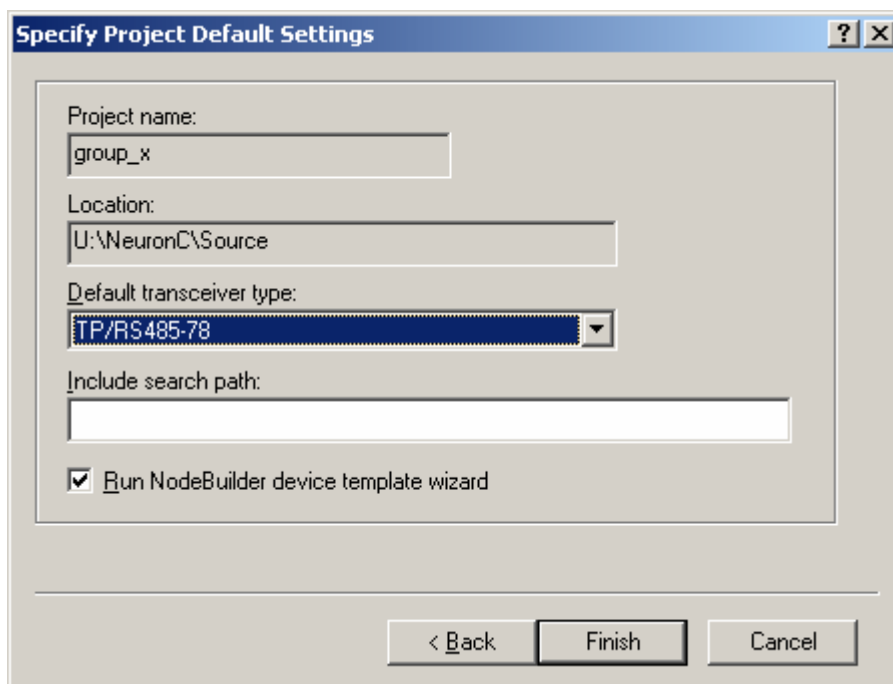 Specify Project Default Settings
Project name:
group_x
Location:
U:\NeuronC\Source
Default transceiver type:
TP/RS485-78
Include search path:
Run NodeBuilder device template wizard
< Back Finish Cancel